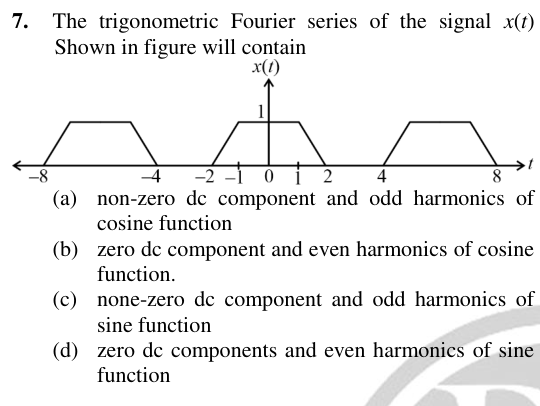 7. The trigonometric Fourier series of the signal x(t)
Shown in figure will contain
x(t)
1
t
–8 –4 –2 –1 0 1 2 4 8
(a) non-zero dc component and odd harmonics of
cosine function
(b) zero dc component and even harmonics of cosine
function.
(c) none-zero dc component and odd harmonics of
sine function
(d) zero dc components and even harmonics of sine
function